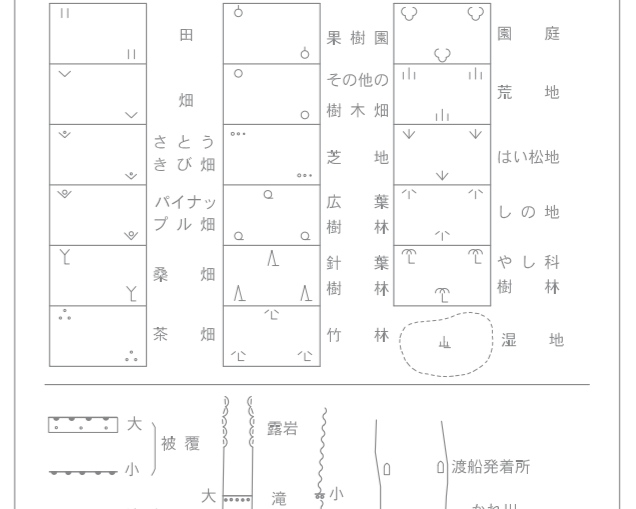 田
畑
さとう
きび畑
パイナッ
プル畑
桑畑
茶畑
果樹園
その他の
樹木畑
芝地
広葉
樹林
針葉
樹林
竹林
園庭
荒地
はい松地
しの地
やし科
樹林
湿地
大
小
被覆
露岩
大
滝
小
渡船発着所